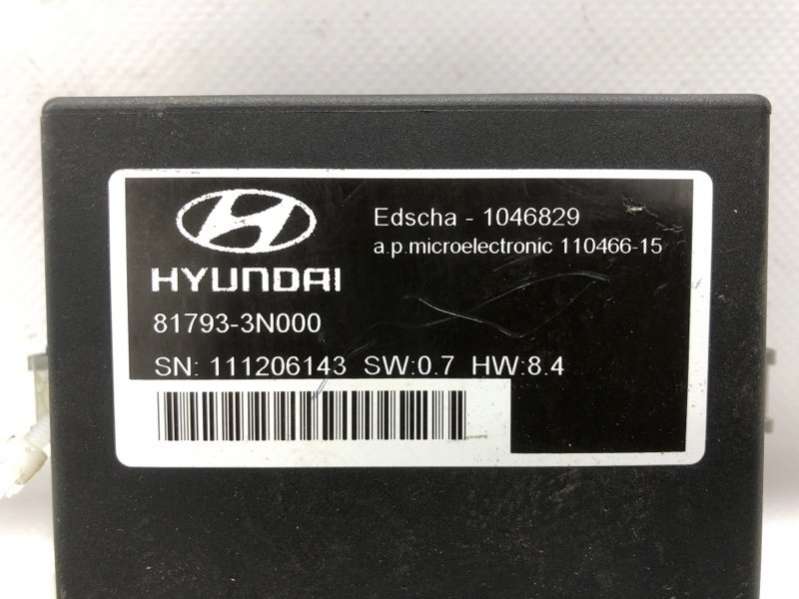 HYUNDAI
Edscha - 1046829
a.p.microelectronic 110466-15
81793-3N000
SN: 111206143 SW:0.7 HW:8.4